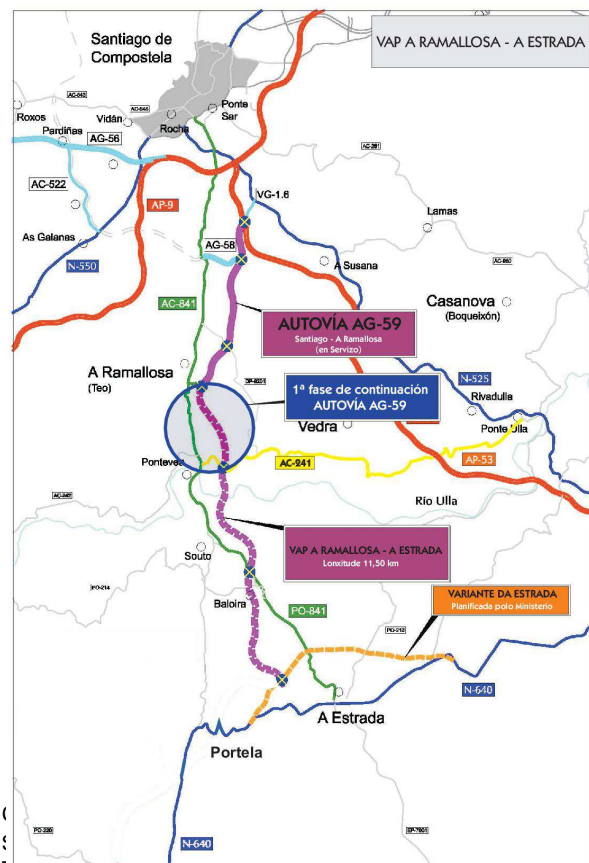 VAP A RAMALLOSA - A ESTRADA
Santiago de
Compostela
Roxos
Pardiñas
Vidán
Rocha
Ponte
Sar
AG-56
AC-522
VG-1.6
Lamas
AP-9
As Galanas
AG-58
A Susana
N-550
AC-841
Casanova
(Boqueixón)
AUTOVÍA AG-59
Santiago - A Ramallosa
(en Servizo)
A Ramallosa
(Teo)
1ª fase de continuación
AUTOVÍA AG-59
N-525
Rivadulla
Ponte Ulla
Vedra
AC-241
AP-53
Pontevea
Río Ulla
VAP A RAMALLOSA - A ESTRADA
Lonxitude 11,50 km
Souto
PO-214
VARIANTE DA ESTRADA
Planificada polo Ministerio
Baloira
PO-841
N-640
A Estrada
Portela
N-640